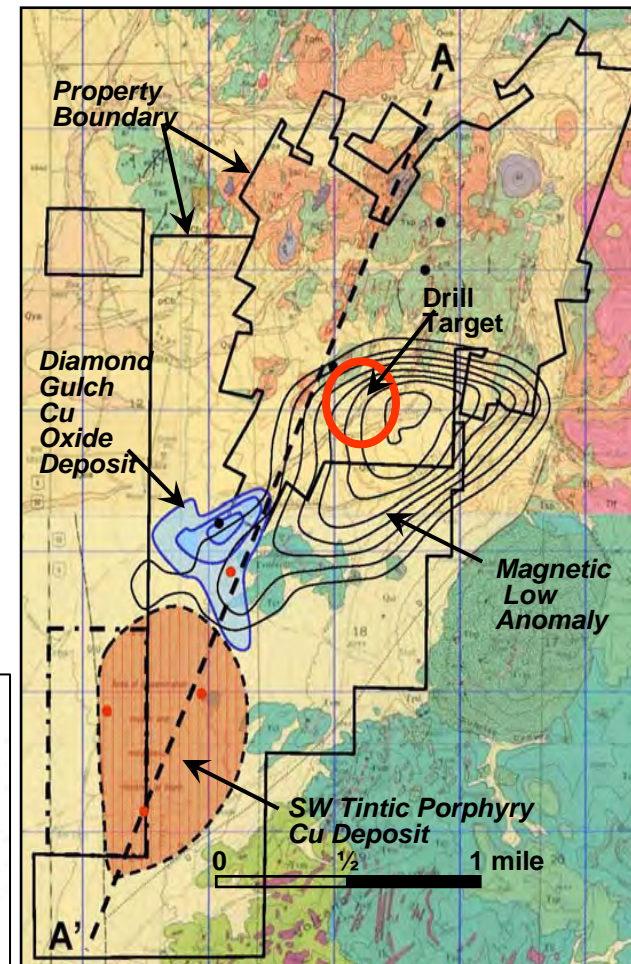 A
Property
Boundary
Drill
Target
Diamond
Gulch
Cu
Oxide
Deposit
Magnetic
Low
Anomaly
18
SW Tintic Porphyry
Cu Deposit
0 ½ 1 mile
A'